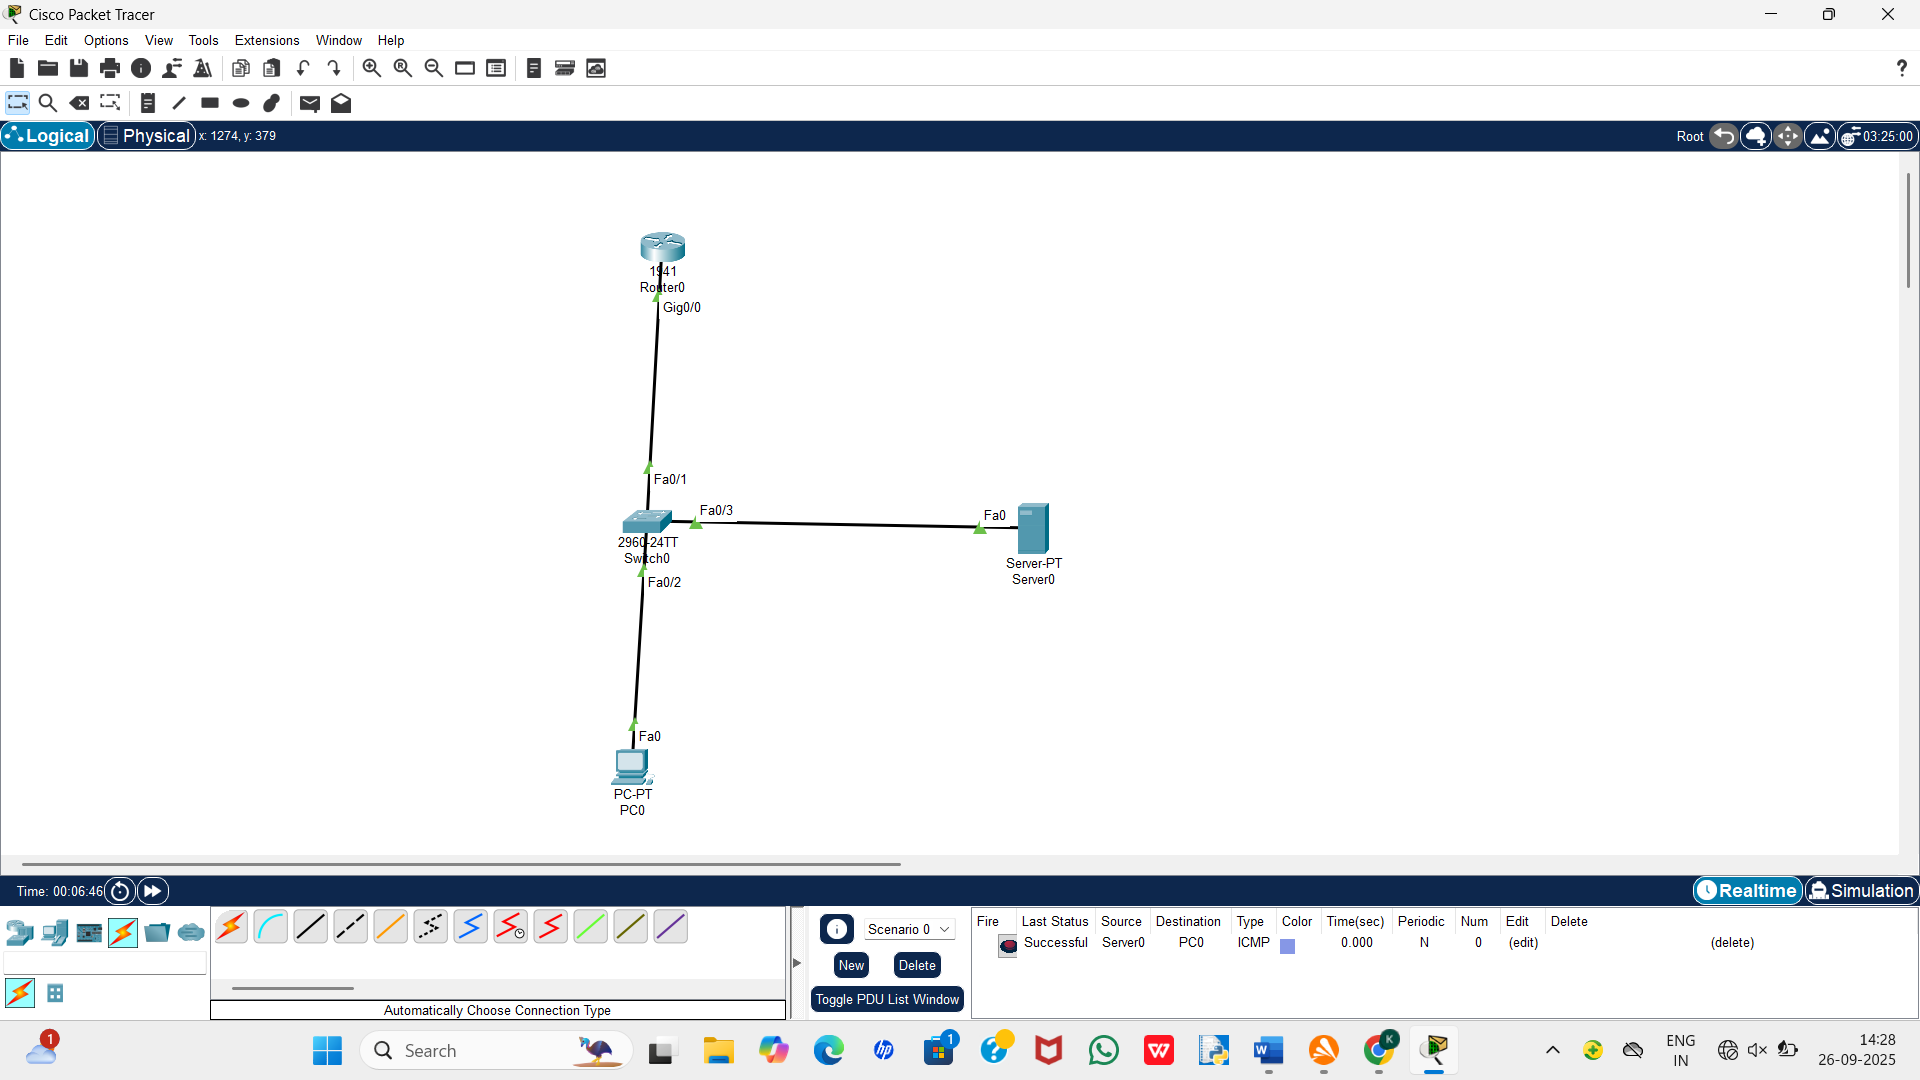 Cisco Packet Tracer
File Edit Options View Tools Extensions Window Help
?
Logical Physical x: 1274, y: 379 Root 03:25:00
1941
Router0
Gig0/0
Fa0/1
Fa0/3
Fa0
2960-24TT
Switch0
Fa0/2
Server-PT
Server0
Fa0
PC-PT
PC0
Time: 00:06:46 Realtime Simulation
Scenario 0
New Delete
Toggle PDU List Window
Automatically Choose Connection Type
Fire Last Status Source Destination Type Color Time(sec) Periodic Num Edit Delete
Successful Server0 PC0 ICMP 0.000 N 0 (edit) (delete)
1
Search
hp
1
?
W
W
K
ENG
IN
14:28
26-09-2025